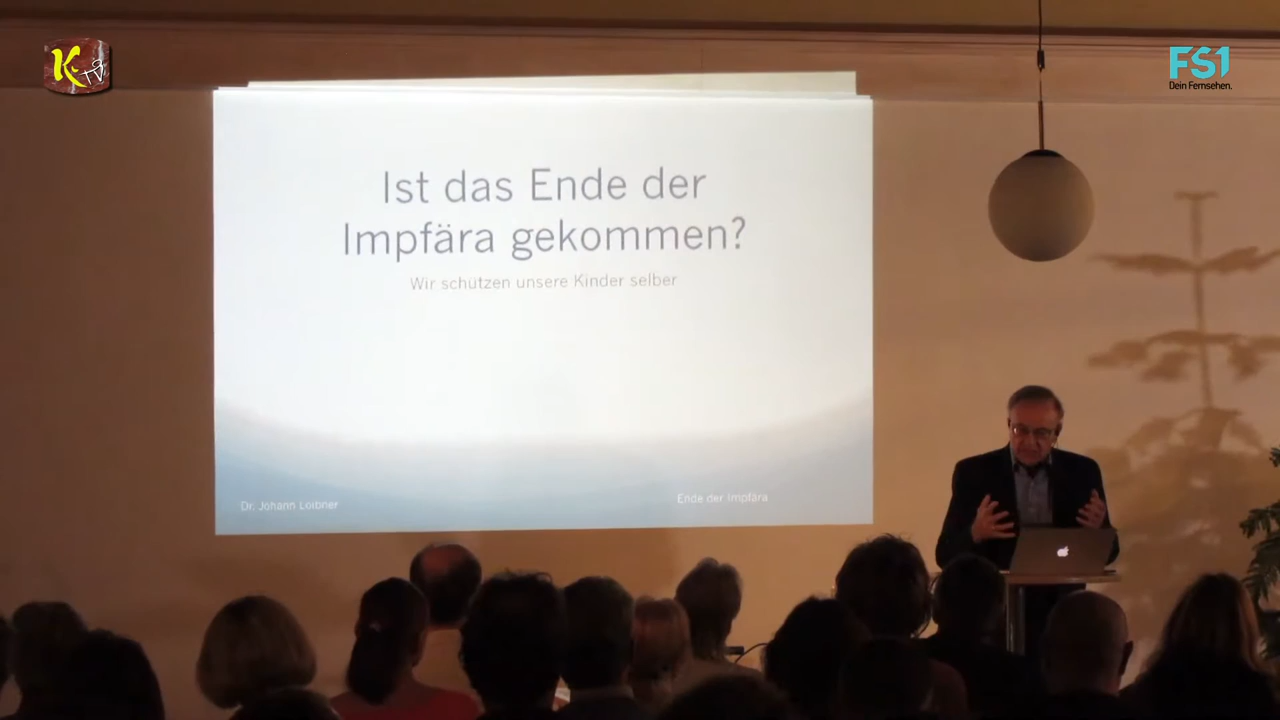 K-TV
FS1
Dein Fernsehen.
Ist das Ende der
Impfära gekommen?
Wir schützen unsere Kinder selber
Dr. Johann Loibner
Ende der Impfära